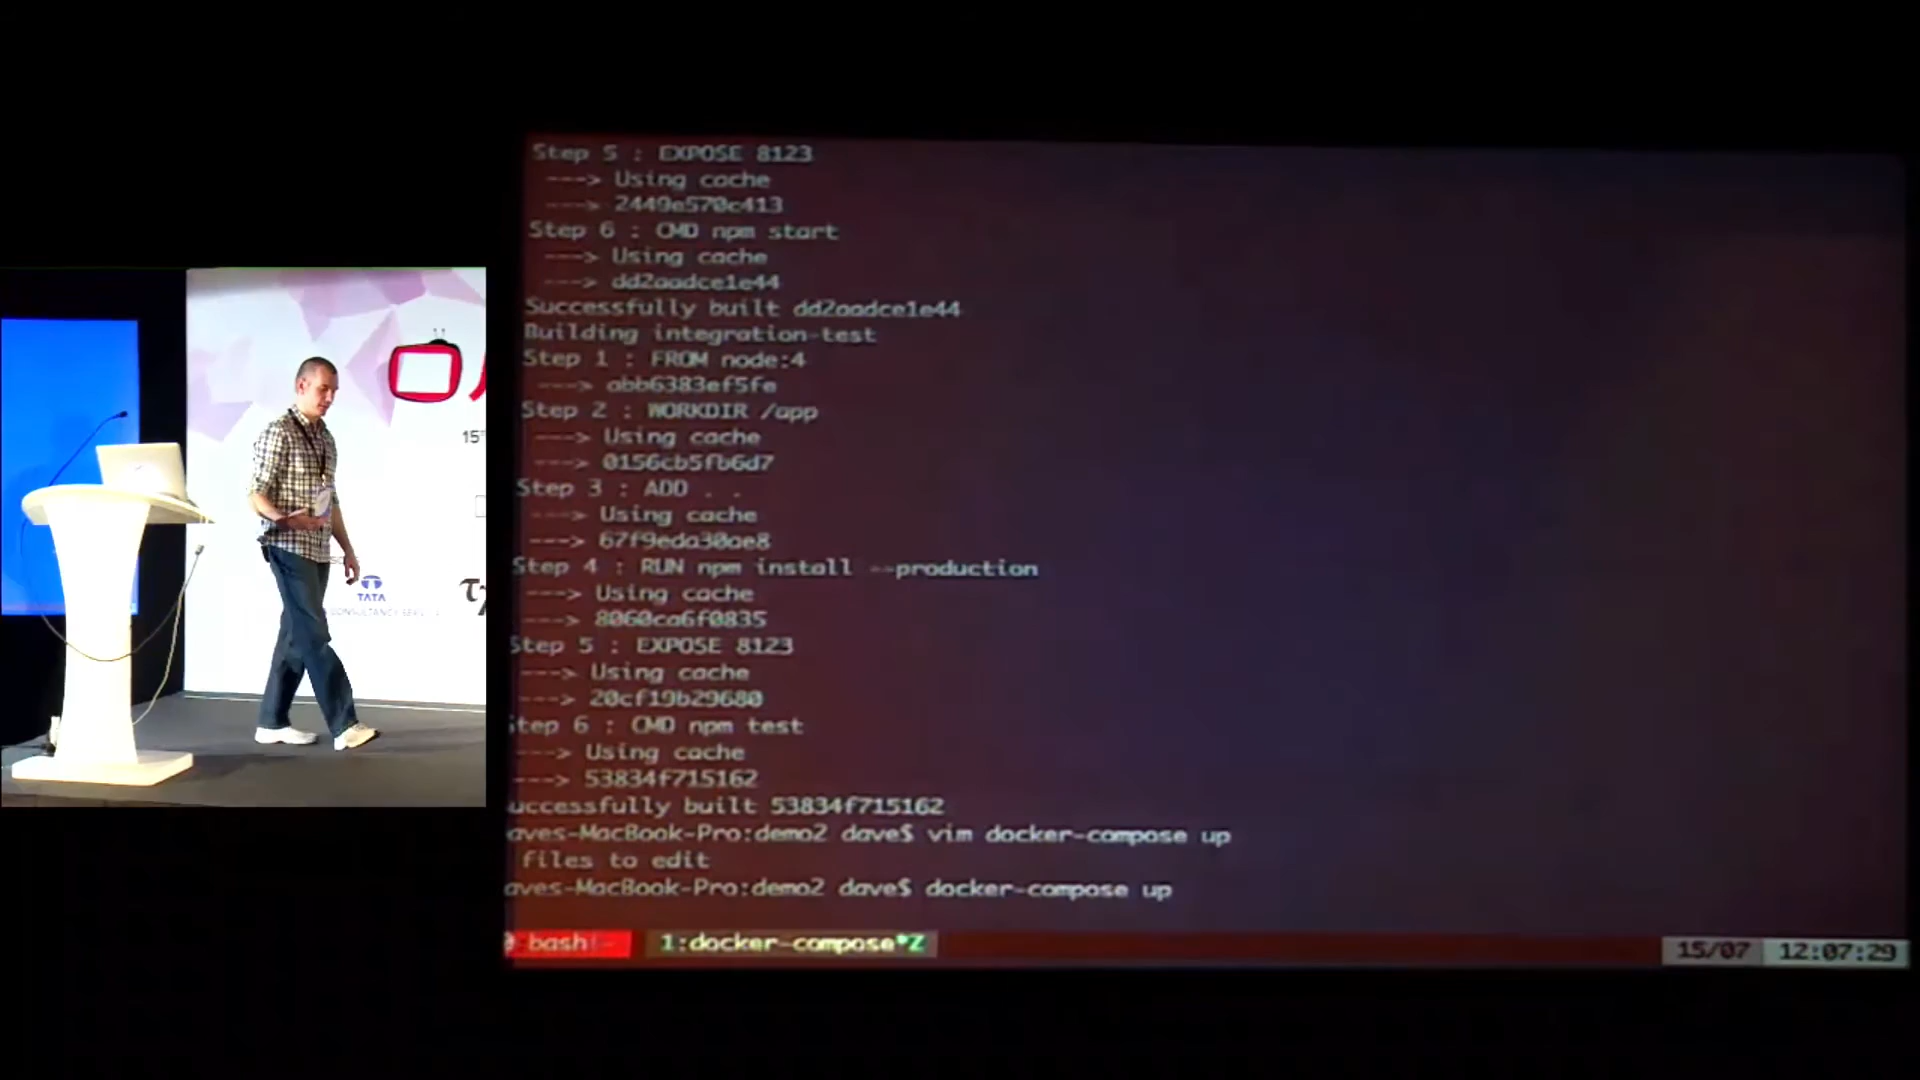 15
TATA
CONSULTANCY SERV
Step 5 : EXPOSE 8123
---> Using cache
---> 2449e570c413
Step 6 : CMD npm start
---> Using cache
---> dd2aadce1e44
Successfully built dd2aadce1e44
Building integration-test
Step 1 : FROM node:4
---> abb6383ef5fe
Step 2 : WORKDIR /app
---> Using cache
---> 0156cb5fb6d7
Step 3 : ADD . .
---> Using cache
---> 67f9eda30ae8
Step 4 : RUN npm install --production
---> Using cache
---> 8060ca6f0835
Step 5 : EXPOSE 8123
---> Using cache
---> 20cf19b29680
Step 6 : CMD npm test
---> Using cache
---> 53834f715162
uccessfully built 53834f715162
aves-MacBook-Pro:demo2 dave$ vim docker-compose up
files to edit
aves-MacBook-Pro:demo2 dave$ docker-compose up
bash!- 1:docker-compose*Z 15/07 12:07:29